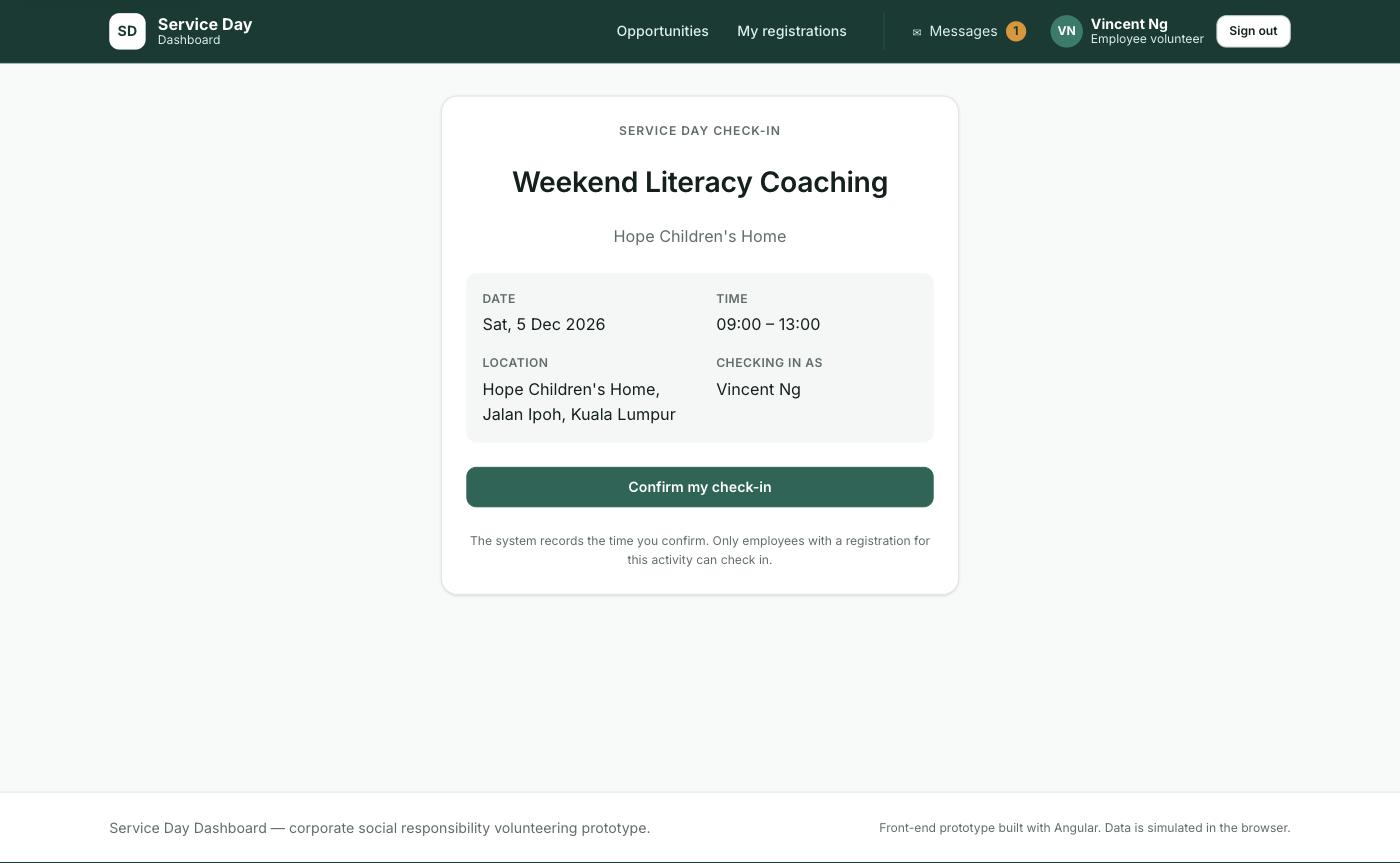 SD
Service Day
Dashboard
Opportunities
My registrations
✉ Messages 1
VN
Vincent Ng
Employee volunteer
Sign out
SERVICE DAY CHECK-IN
Weekend Literacy Coaching
Hope Children's Home
DATE
Sat, 5 Dec 2026
TIME
09:00 – 13:00
LOCATION
Hope Children's Home,
Jalan Ipoh, Kuala Lumpur
CHECKING IN AS
Vincent Ng
Confirm my check-in
The system records the time you confirm. Only employees with a registration for
this activity can check in.
Service Day Dashboard — corporate social responsibility volunteering prototype.
Front-end prototype built with Angular. Data is simulated in the browser.